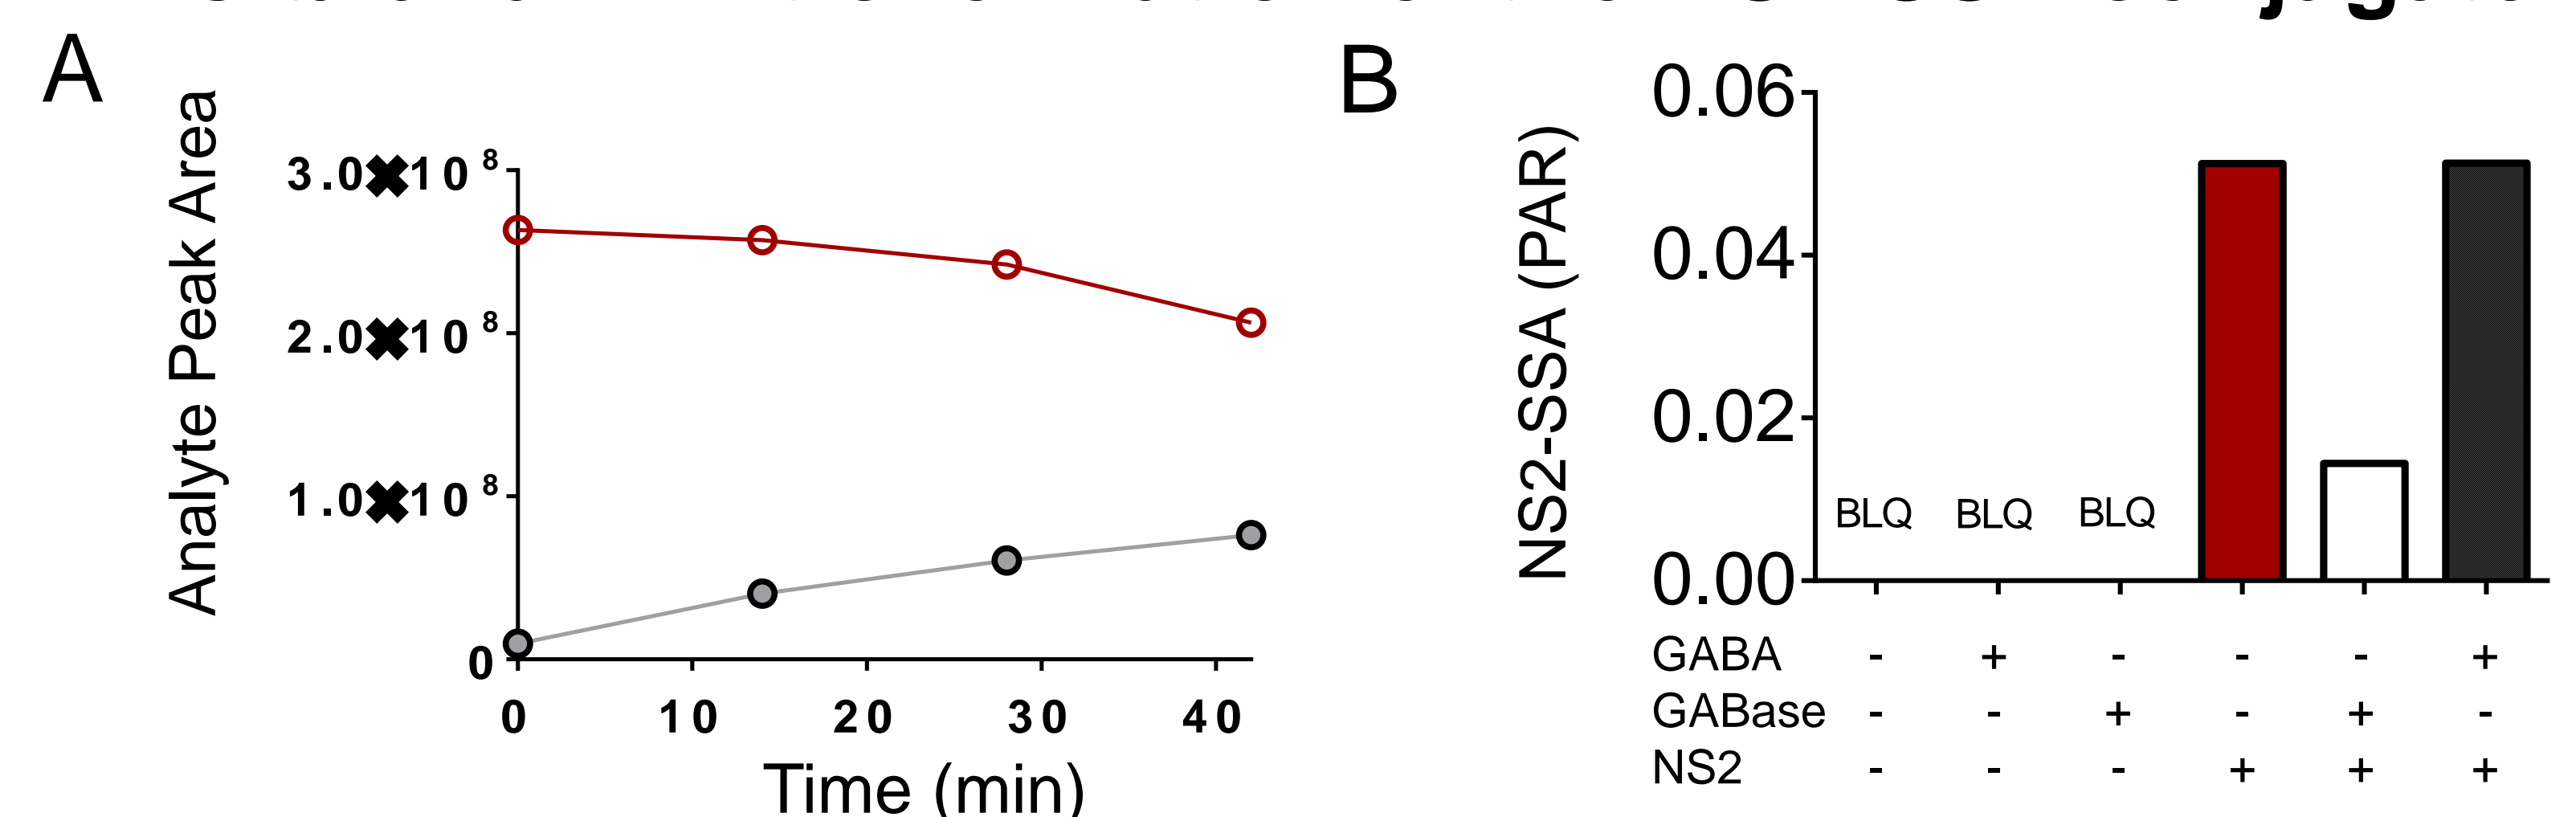 A
Analyte Peak Area
3.0✖10 8
2.0✖10 8
1.0✖10 8
0
0 10 20 30 40
Time (min)
B
NS2-SSA (PAR)
0.06
0.04
0.02
0.00
BLQ BLQ BLQ
GABA - + - - - +
GABase - - + - + -
NS2 - - - + + +